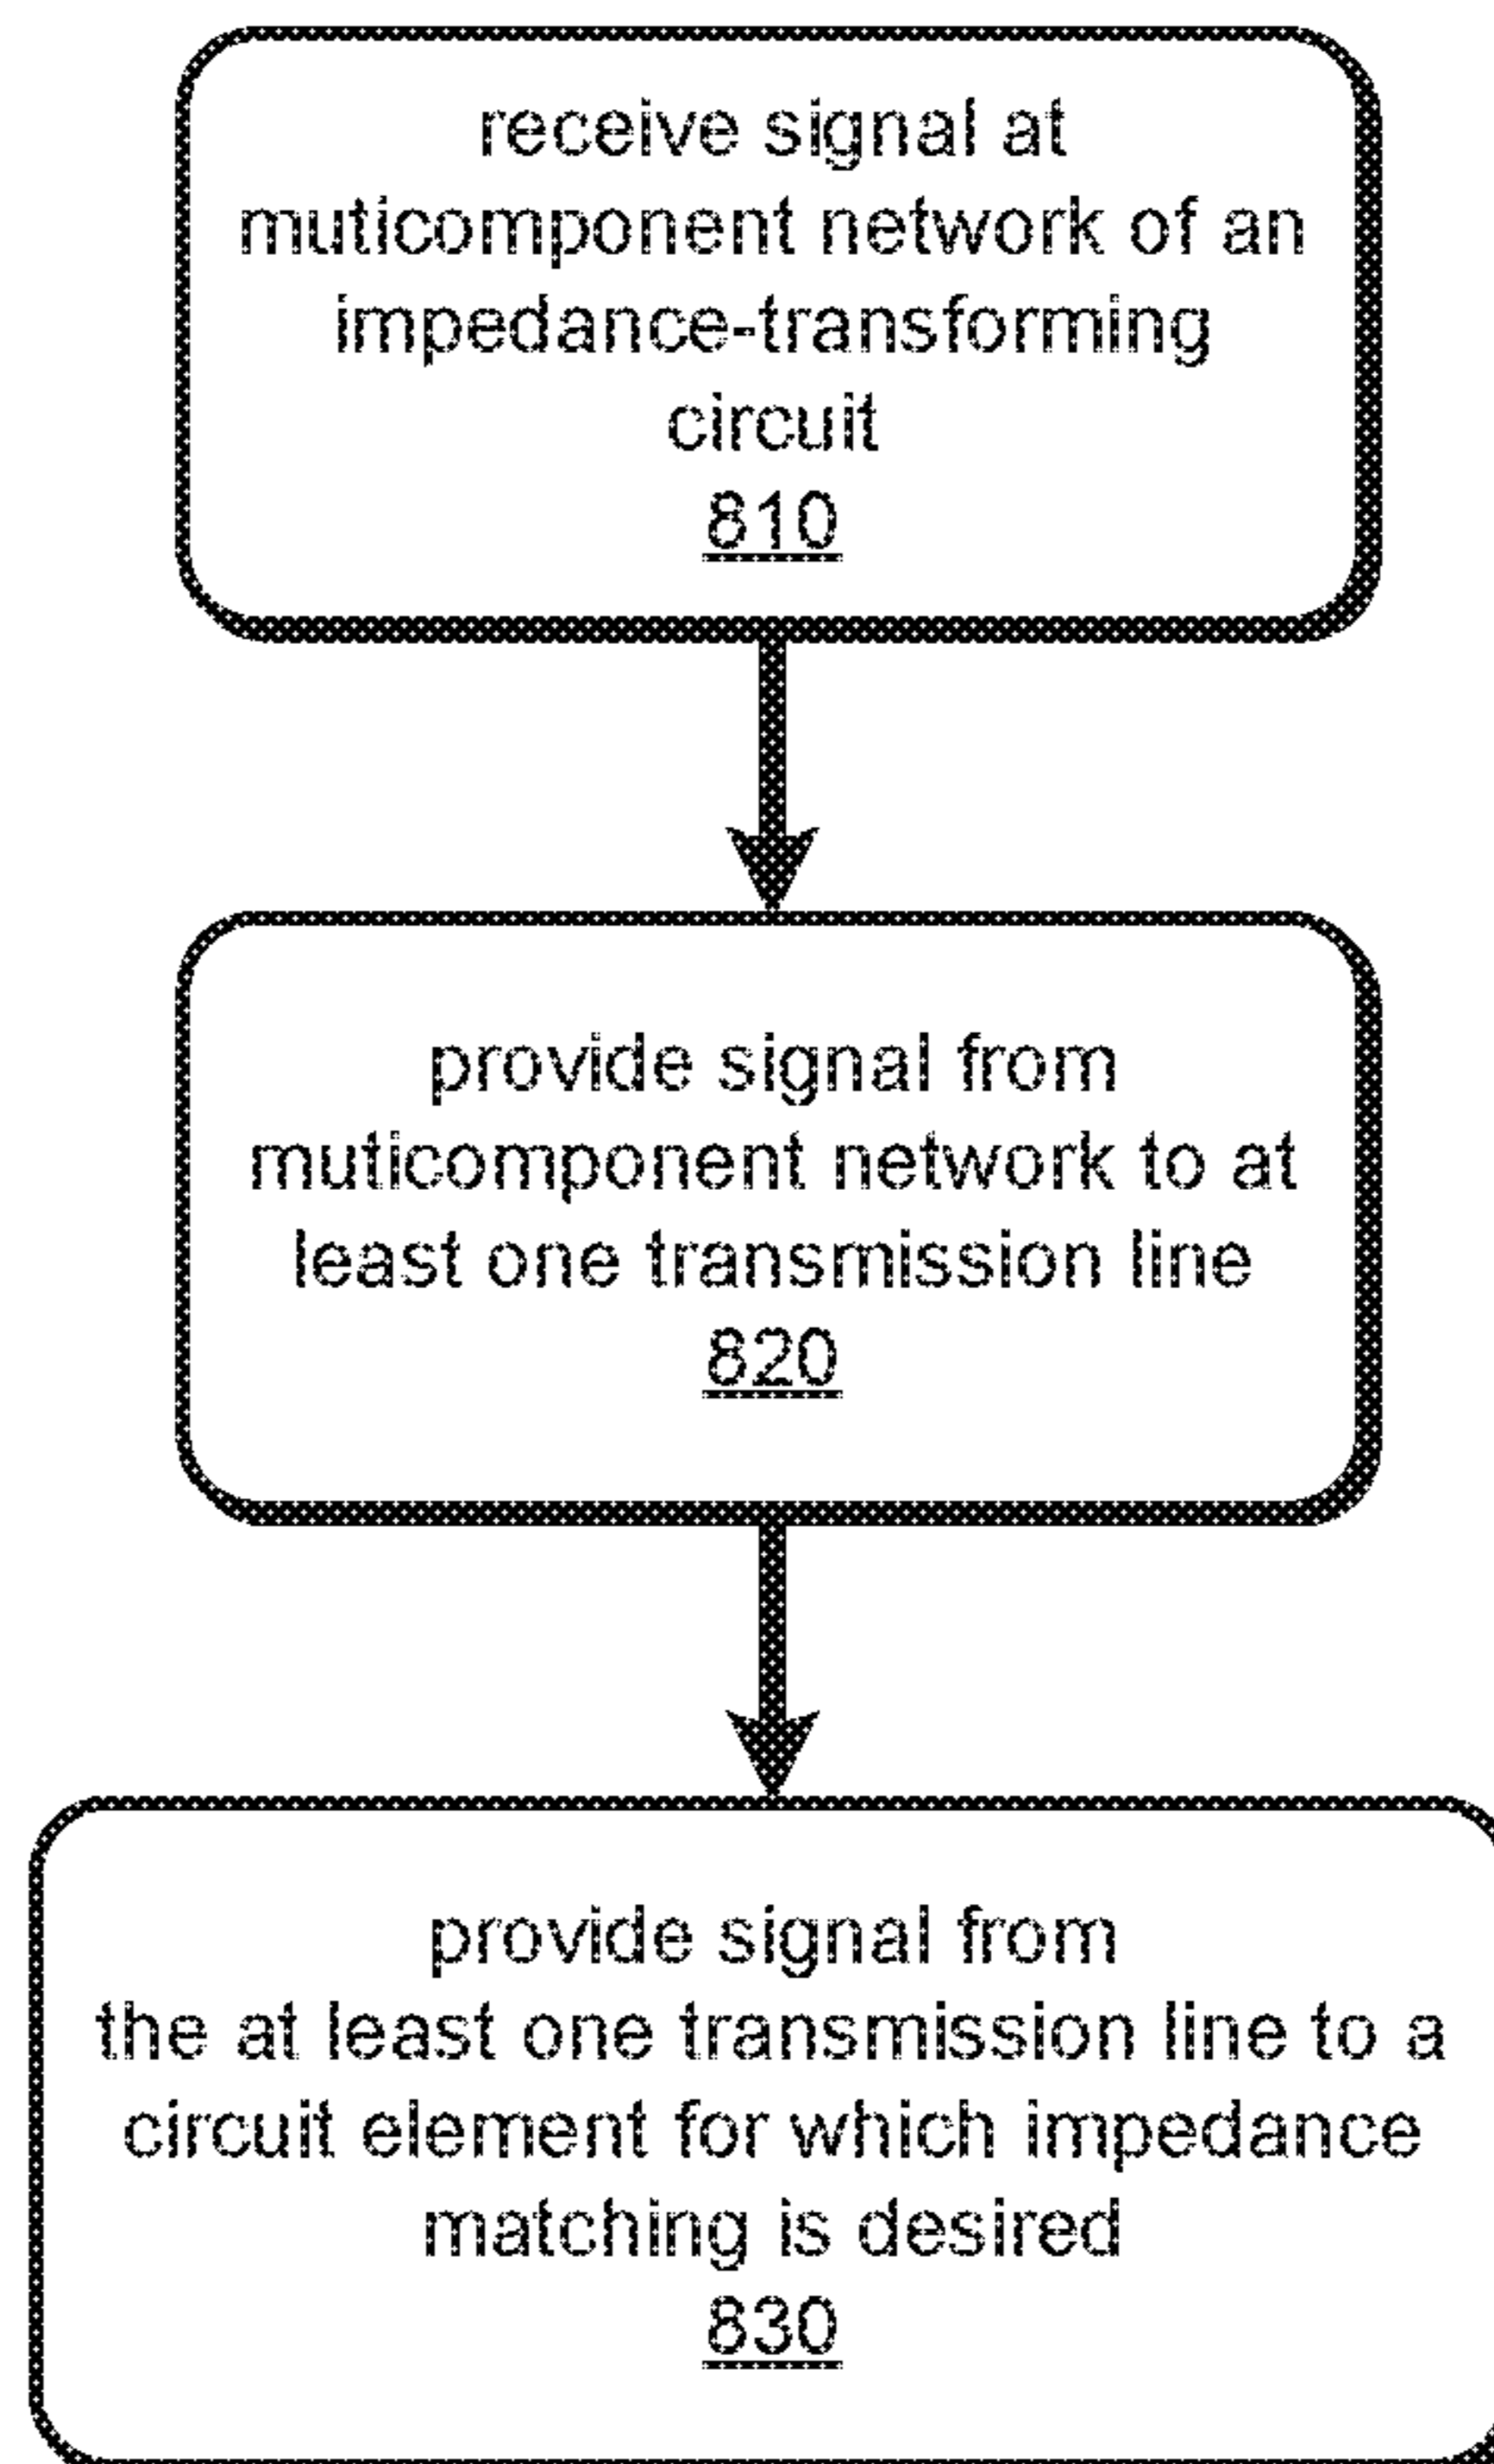 receive signal at
muticomponent network of an
impedance-transforming
circuit
810
provide signal from
muticomponent network to at
least one transmission line
820
provide signal from
the at least one transmission line to a
circuit element for which impedance
matching is desired
830